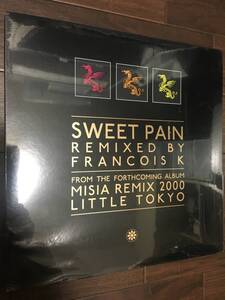 SWEET PAIN
REMIXED BY
FRANCOIS K
FROM THE FORTHCOMING ALBUM
MISIA REMIX 2000
LITTLE TOKYO